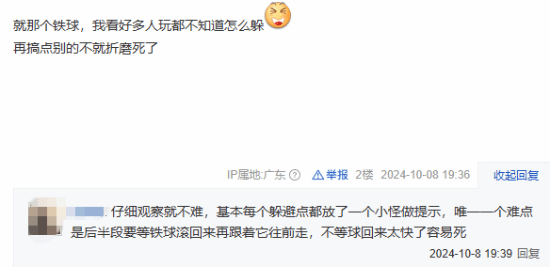 就那个铁球，我看好多人玩都不知道怎么躲
再搞点别的不就折磨死了
IP属地:广东 举报 2楼 2024-10-08 19:36 收起回复
仔细观察就不难，基本每个躲避点都放了一个小怪做提示，唯一一个难点
是后半段要等铁球滚回来再跟着它往前走，不等球回来太快了容易死
2024-10-8 19:39 回复